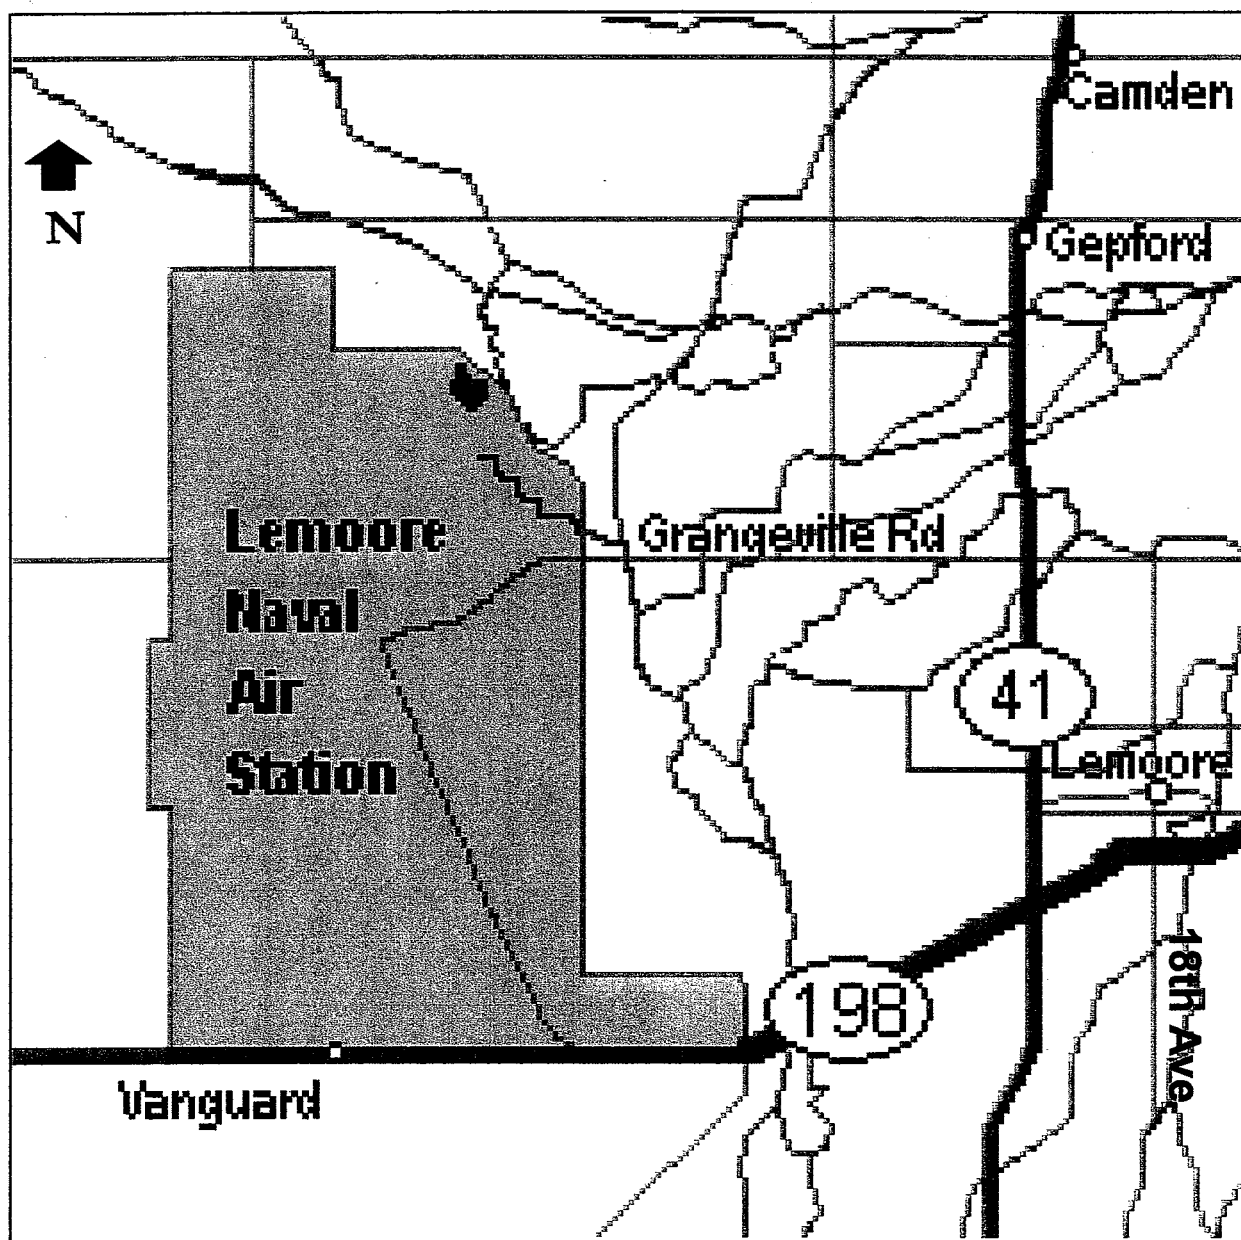 Camden
N
Gepford
Lemoore
Naval
Air
Station
Grangeville Rd
41
Lemoore
198
18th Ave.
Vanguard